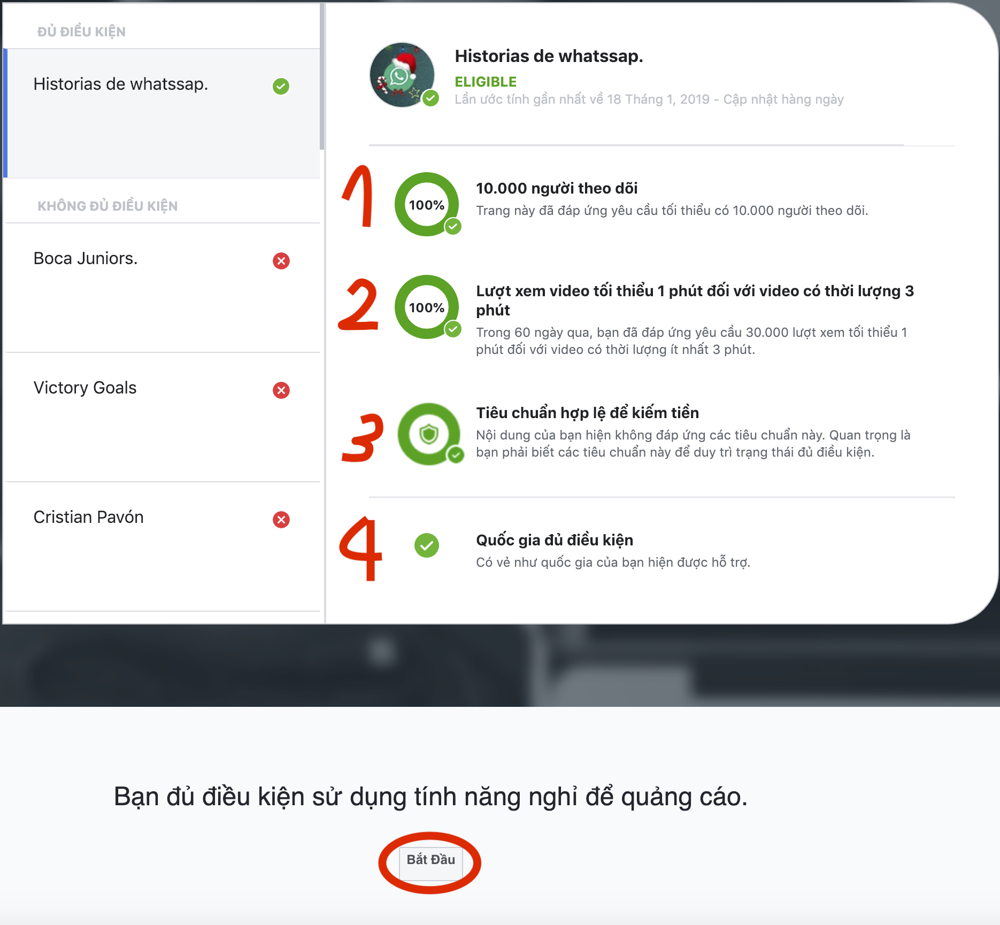 ĐỦ ĐIỀU KIỆN
Historias de whatssap.
KHÔNG ĐỦ ĐIỀU KIỆN
Boca Juniors.
Victory Goals
Cristian Pavón
Historias de whatssap.
ELIGIBLE
Lần ước tính gần nhất về 18 Tháng 1, 2019 - Cập nhật hàng ngày
1
100%
10.000 người theo dõi
Trang này đã đáp ứng yêu cầu tối thiểu có 10.000 người theo dõi.
2
100%
Lượt xem video tối thiểu 1 phút đối với video có thời lượng 3
phút
Trong 60 ngày qua, bạn đã đáp ứng yêu cầu 30.000 lượt xem tối thiểu 1
phút đối với video có thời lượng ít nhất 3 phút.
3
Tiêu chuẩn hợp lệ để kiếm tiền
Nội dung của bạn hiện không đáp ứng các tiêu chuẩn này. Quan trọng là
bạn phải biết các tiêu chuẩn này để duy trì trạng thái đủ điều kiện.
4
Quốc gia đủ điều kiện
Có vẻ như quốc gia của bạn hiện được hỗ trợ.
Bạn đủ điều kiện sử dụng tính năng nghỉ để quảng cáo.
Bắt Đầu